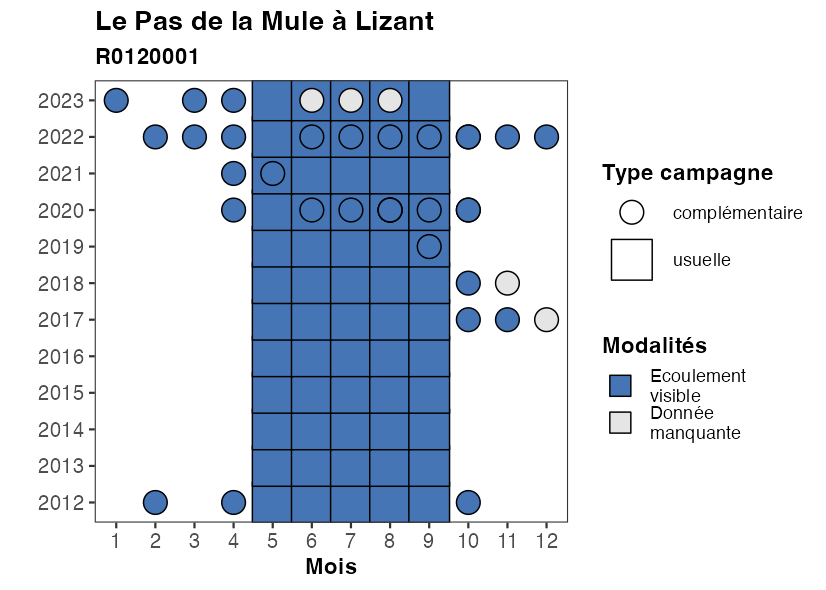 Le Pas de la Mule à Lizant
R0120001
2023
2022
2021
2020
2019
2018
2017
2016
2015
2014
2013
2012
1 2 3 4 5 6 7 8 9 10 11 12
Mois
Type campagne
complémentaire
usuelle
Modalités
Ecoulement
visible
Donnée
manquante